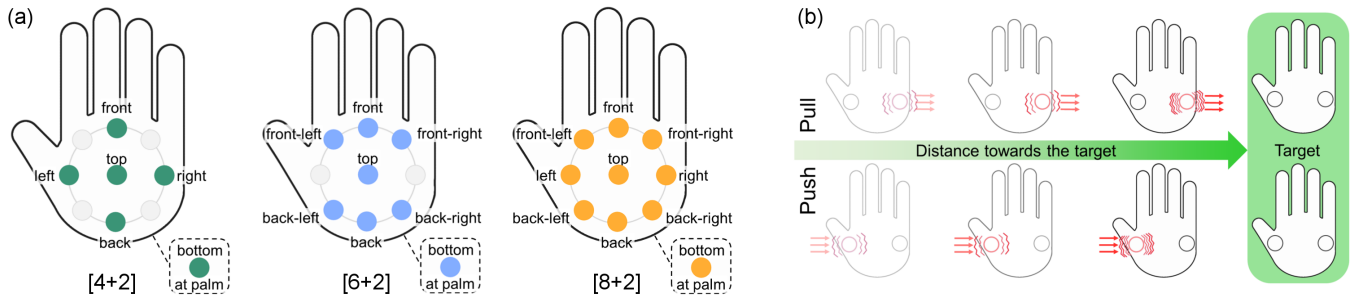 (a)
front
top
left
right
back
bottom
at palm
[4+2]
front
(front-left
front-right
top
back-left
back-right
back
bottom
at palm
[6+2]
front
(front-left
front-right
top
left
right
back-left
back-right
back
bottom
at palm
[8+2]
(b)
Pull
Distance towards the target
Target
Push